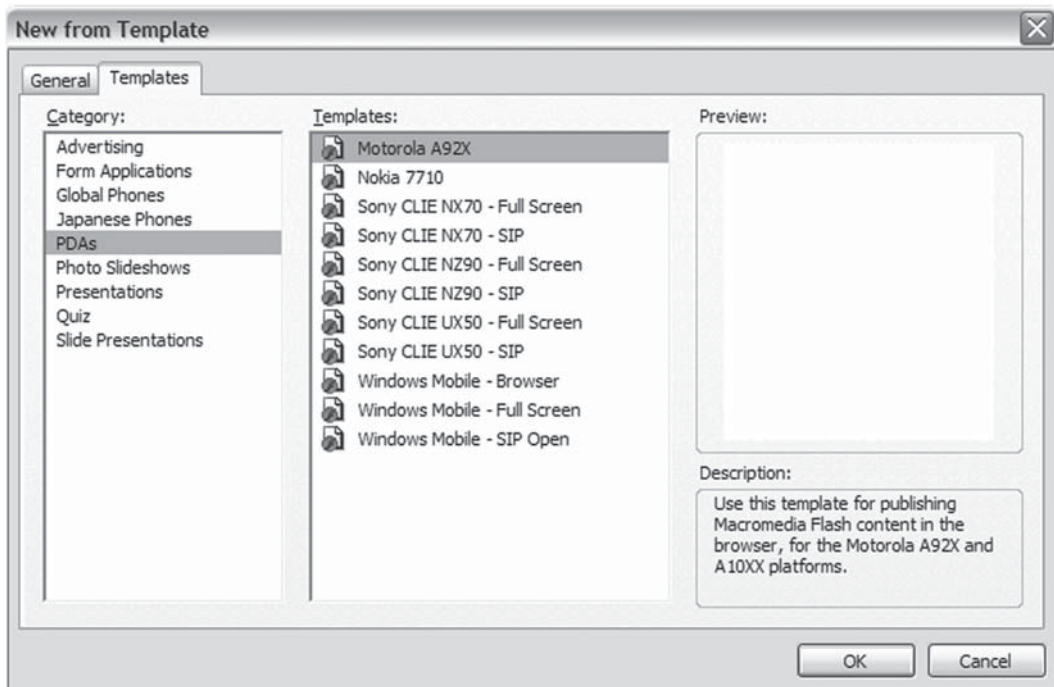 New from Template
General
Templates
Category:
Advertising
Form Applications
Global Phones
Japanese Phones
PDAs
Photo Slideshows
Presentations
Quiz
Slide Presentations
Templates:
Motorola A92X
Nokia 7710
Sony CLIE NX70 - Full Screen
Sony CLIE NX70 - SIP
Sony CLIE NZ90 - Full Screen
Sony CLIE NZ90 - SIP
Sony CLIE UX50 - Full Screen
Sony CLIE UX50 - SIP
Windows Mobile - Browser
Windows Mobile - Full Screen
Windows Mobile - SIP Open
Preview:
Description:
Use this template for publishing
Macromedia Flash content in the
browser, for the Motorola A92X and
A10XX platforms.
OK
Cancel